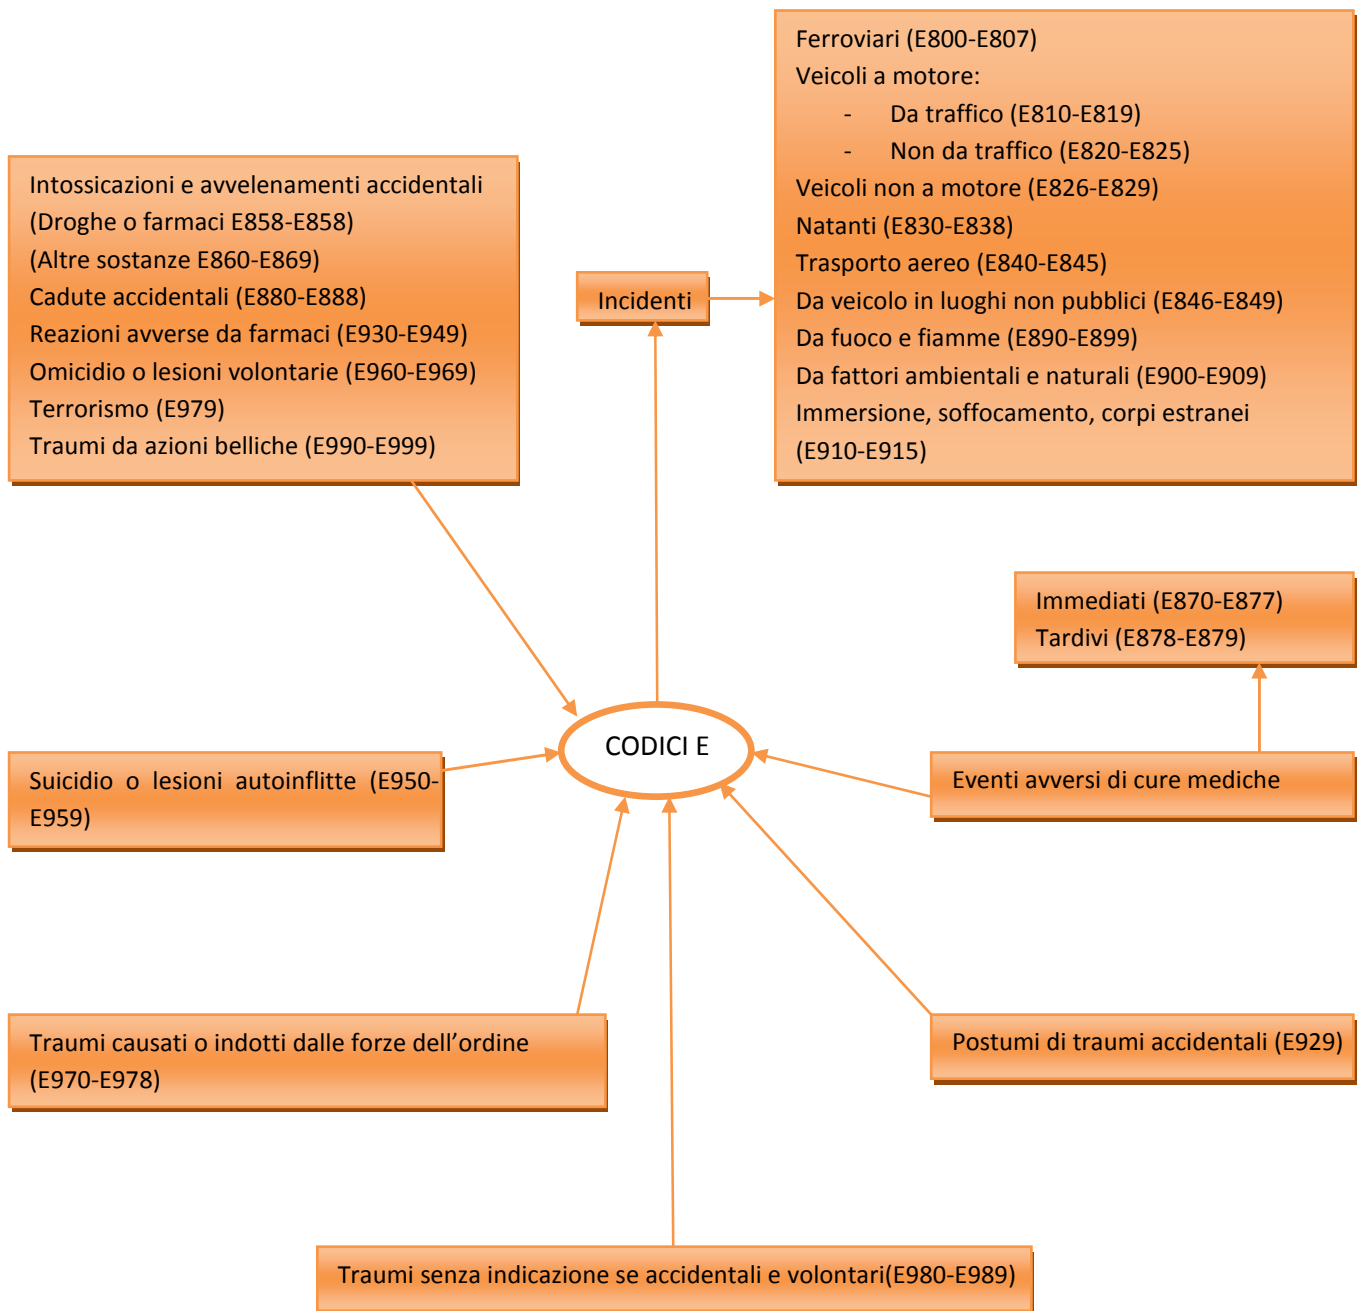 Ferroviari (E800-E807)
Veicoli a motore:
- Da traffico (E810-E819)
- Non da traffico (E820-E825)
Veicoli non a motore (E826-E829)
Natanti (E830-E838)
Trasporto aereo (E840-E845)
Da veicolo in luoghi non pubblici (E846-E849)
Da fuoco e fiamme (E890-E899)
Da fattori ambientali e naturali (E900-E909)
Immersione, soffocamento, corpi estranei
(E910-E915)
Intossicazioni e avvelenamenti accidentali
(Droghe o farmaci E858-E858)
(Altre sostanze E860-E869)
Cadute accidentali (E880-E888)
Reazioni avverse da farmaci (E930-E949)
Omicidio o lesioni volontarie (E960-E969)
Terrorismo (E979)
Traumi da azioni belliche (E990-E999)
Incidenti
Immediati (E870-E877)
Tardivi (E878-E879)
CODICI E
Suicidio o lesioni autoinflitte (E950-
E959)
Eventi avversi di cure mediche
Traumi causati o indotti dalle forze dell’ordine
(E970-E978)
Postumi di traumi accidentali (E929)
Traumi senza indicazione se accidentali e volontari(E980-E989)